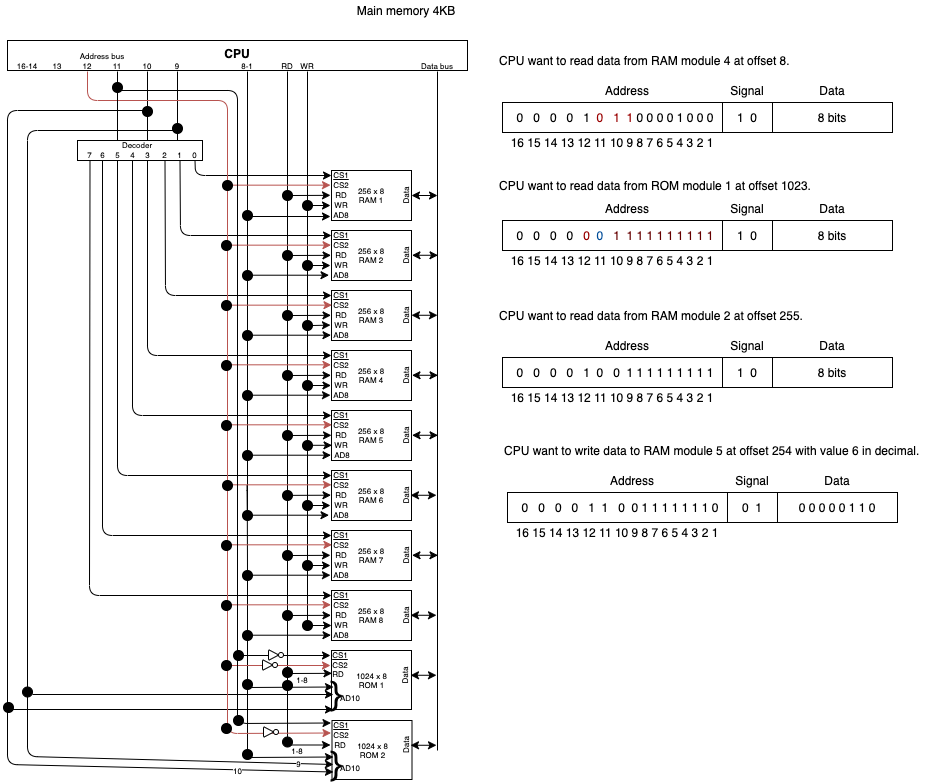 Main memory 4KB
CPU
Address bus
16-14 13 12 11 10 9 8-1 RD WR Data bus
Decoder
7 6 5 4 3 2 1 0
CS1
CS2
RD
WR
AD8
256 x 8
RAM 1
Data
CS1
CS2
RD
WR
AD8
256 x 8
RAM 2
Data
CS1
CS2
RD
WR
AD8
256 x 8
RAM 3
Data
CS1
CS2
RD
WR
AD8
256 x 8
RAM 4
Data
CS1
CS2
RD
WR
AD8
256 x 8
RAM 5
Data
CS1
CS2
RD
WR
AD8
256 x 8
RAM 6
Data
CS1
CS2
RD
WR
AD8
256 x 8
RAM 7
Data
CS1
CS2
RD
WR
AD8
256 x 8
RAM 8
Data
CS1
CS2
RD
1-8
AD10
1024 x 8
ROM 1
Data
CS1
CS2
RD
1-8
9
10
AD10
1024 x 8
ROM 2
Data
CPU want to read data from RAM module 4 at offset 8.
Address Signal Data
0 0 0 0 1 0 1 1 0 0 0 0 1 0 0 0 1 0 8 bits
16 15 14 13 12 11 10 9 8 7 6 5 4 3 2 1
CPU want to read data from ROM module 1 at offset 1023.
Address Signal Data
0 0 0 0 0 0 1 1 1 1 1 1 1 1 1 1 1 0 8 bits
16 15 14 13 12 11 10 9 8 7 6 5 4 3 2 1
CPU want to read data from RAM module 2 at offset 255.
Address Signal Data
0 0 0 0 1 0 0 1 1 1 1 1 1 1 1 1 1 0 8 bits
16 15 14 13 12 11 10 9 8 7 6 5 4 3 2 1
CPU want to write data to RAM module 5 at offset 254 with value 6 in decimal.
Address Signal Data
0 0 0 0 1 1 0 0 1 1 1 1 1 1 1 0 0 1 0 0 0 0 0 1 1 0
16 15 14 13 12 11 10 9 8 7 6 5 4 3 2 1